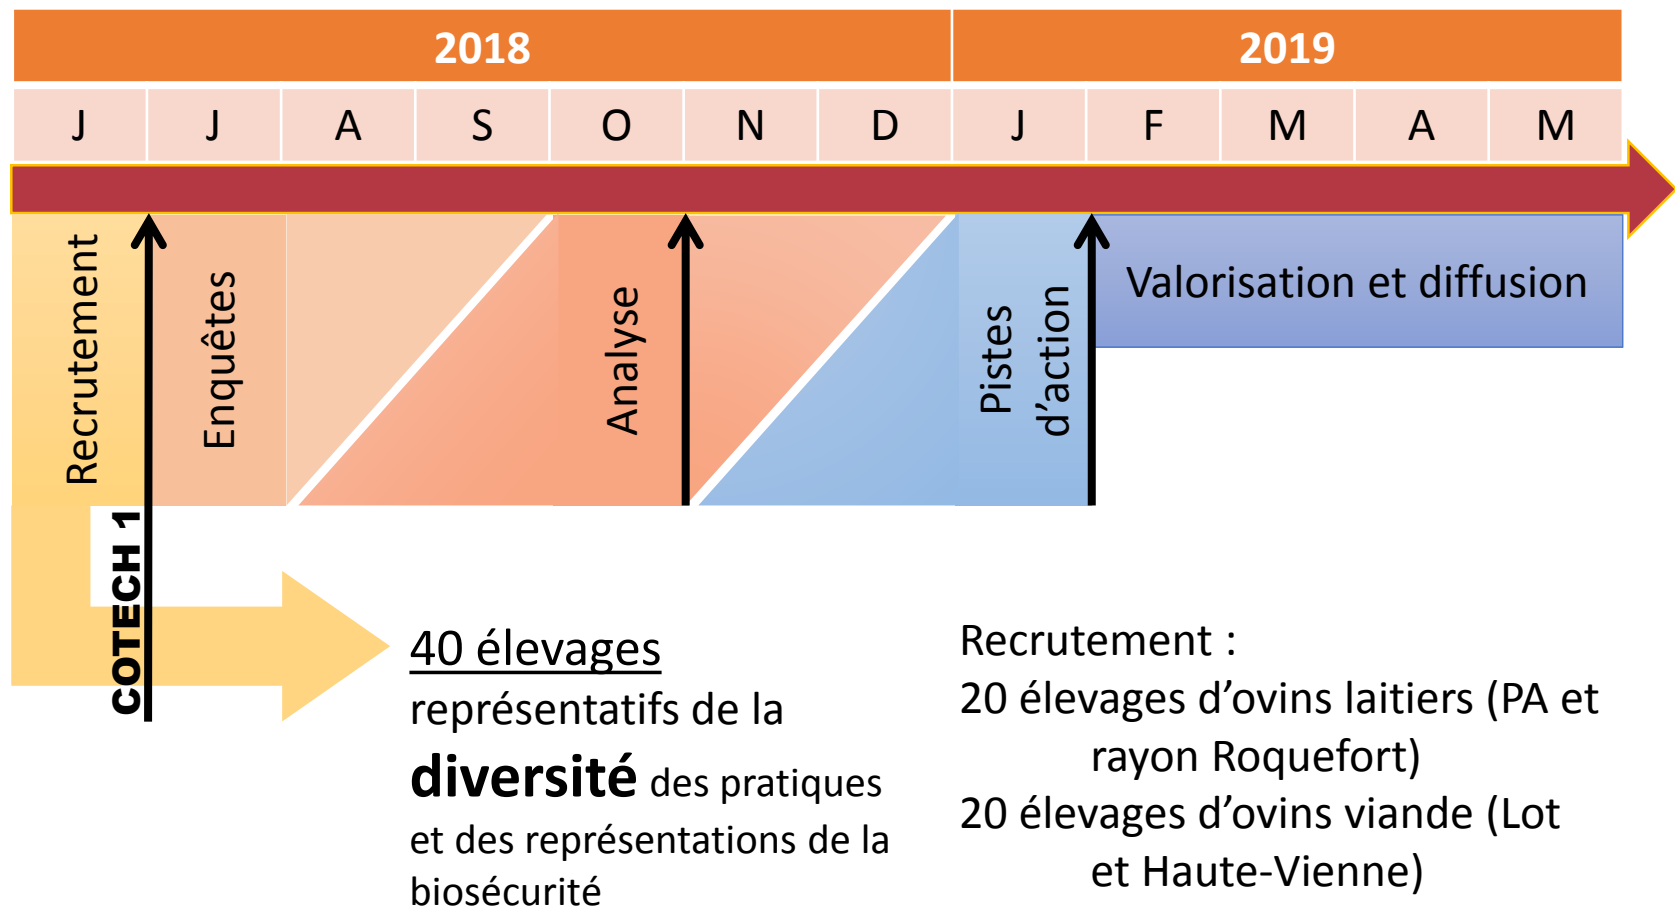 2018 2019
J J A S O N D J F M A M
Recrutement
Enquêtes
Analyse
Pistes
d’action
Valorisation et diffusion
COTECH 1
40 élevages
représentatifs de la
diversité des pratiques
et des représentations de la
biosécurité
Recrutement :
20 élevages d’ovins laitiers (PA et
rayon Roquefort)
20 élevages d’ovins viande (Lot
et Haute-Vienne)